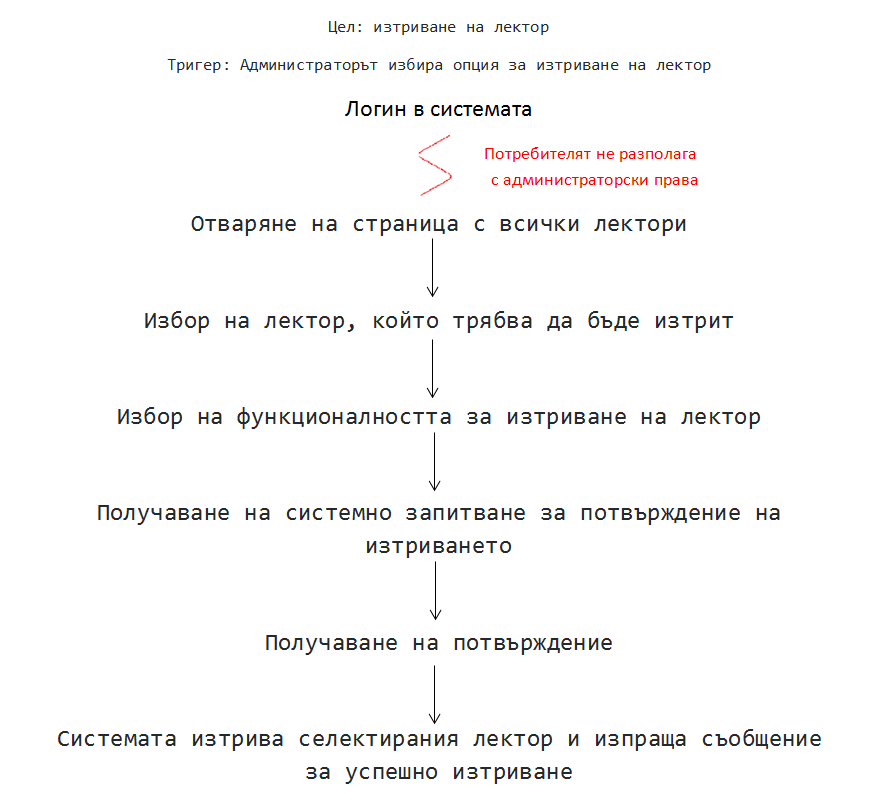 Цел: изтриване на лектор
Тригер: Администраторът избира опция за изтриване на лектор
Логин в системата
Потребителят не разполага
с администраторски права
Отваряне на страница с всички лектори
Избор на лектор, който трябва да бъде изтрит
Избор на функционалността за изтриване на лектор
Получаване на системно запитване за потвърждение на
изтриването
Получаване на потвърждение
Системата изтрива селектирания лектор и изпраща съобщение
за успешно изтриване